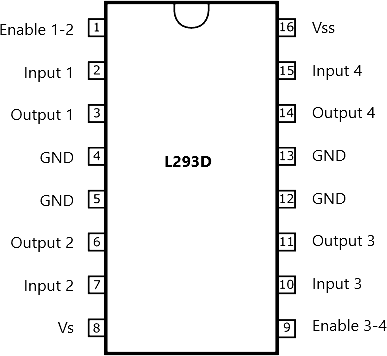 Enable 1-2 1 16 Vss
Input 1 2 15 Input 4
Output 1 3 14 Output 4
GND 4 13 GND
L293D
GND 5 12 GND
Output 2 6 11 Output 3
Input 2 7 10 Input 3
Vs 8 9 Enable 3-4